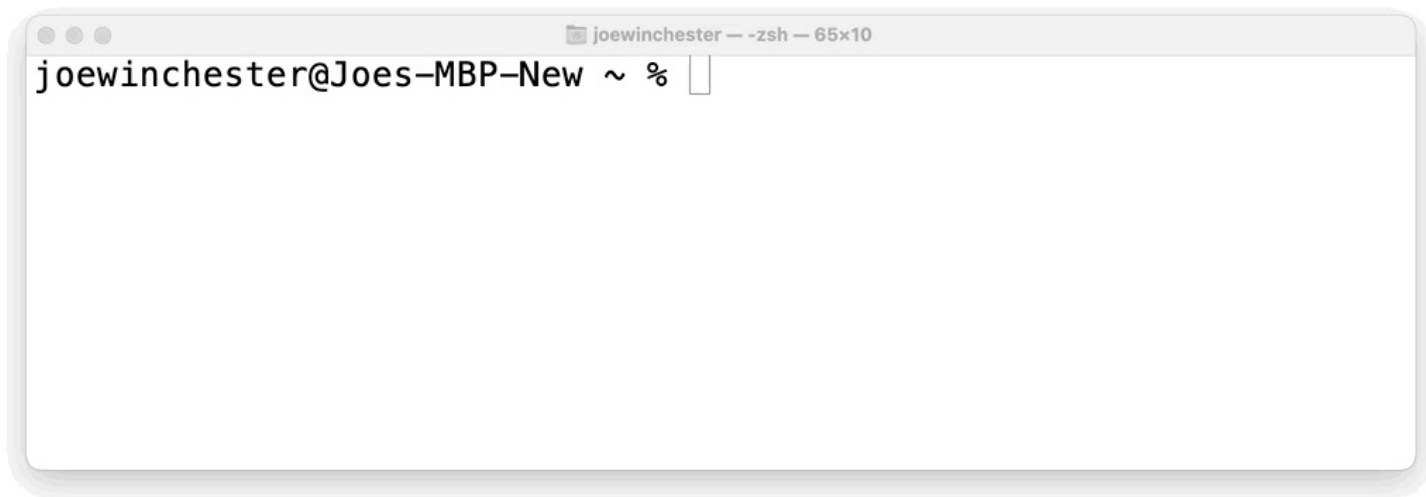 joewinchester — -zsh — 65×10
joewinchester@Joes-MBP-New ~ %